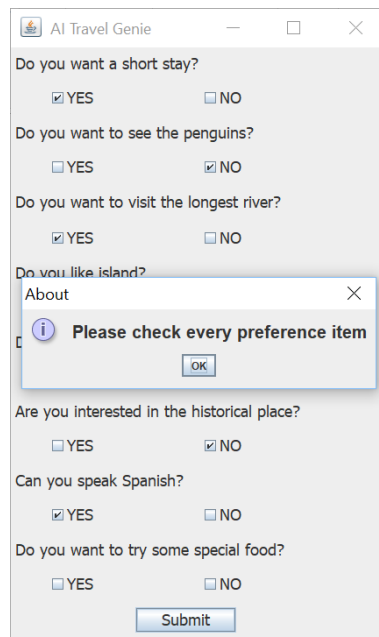 AI Travel Genie
Do you want a short stay?
YES NO
Do you want to see the penguins?
YES NO
Do you want to visit the longest river?
YES NO
Do you like island?
About
Please check every preference item
OK
Are you interested in the historical place?
YES NO
Can you speak Spanish?
YES NO
Do you want to try some special food?
YES NO
Submit